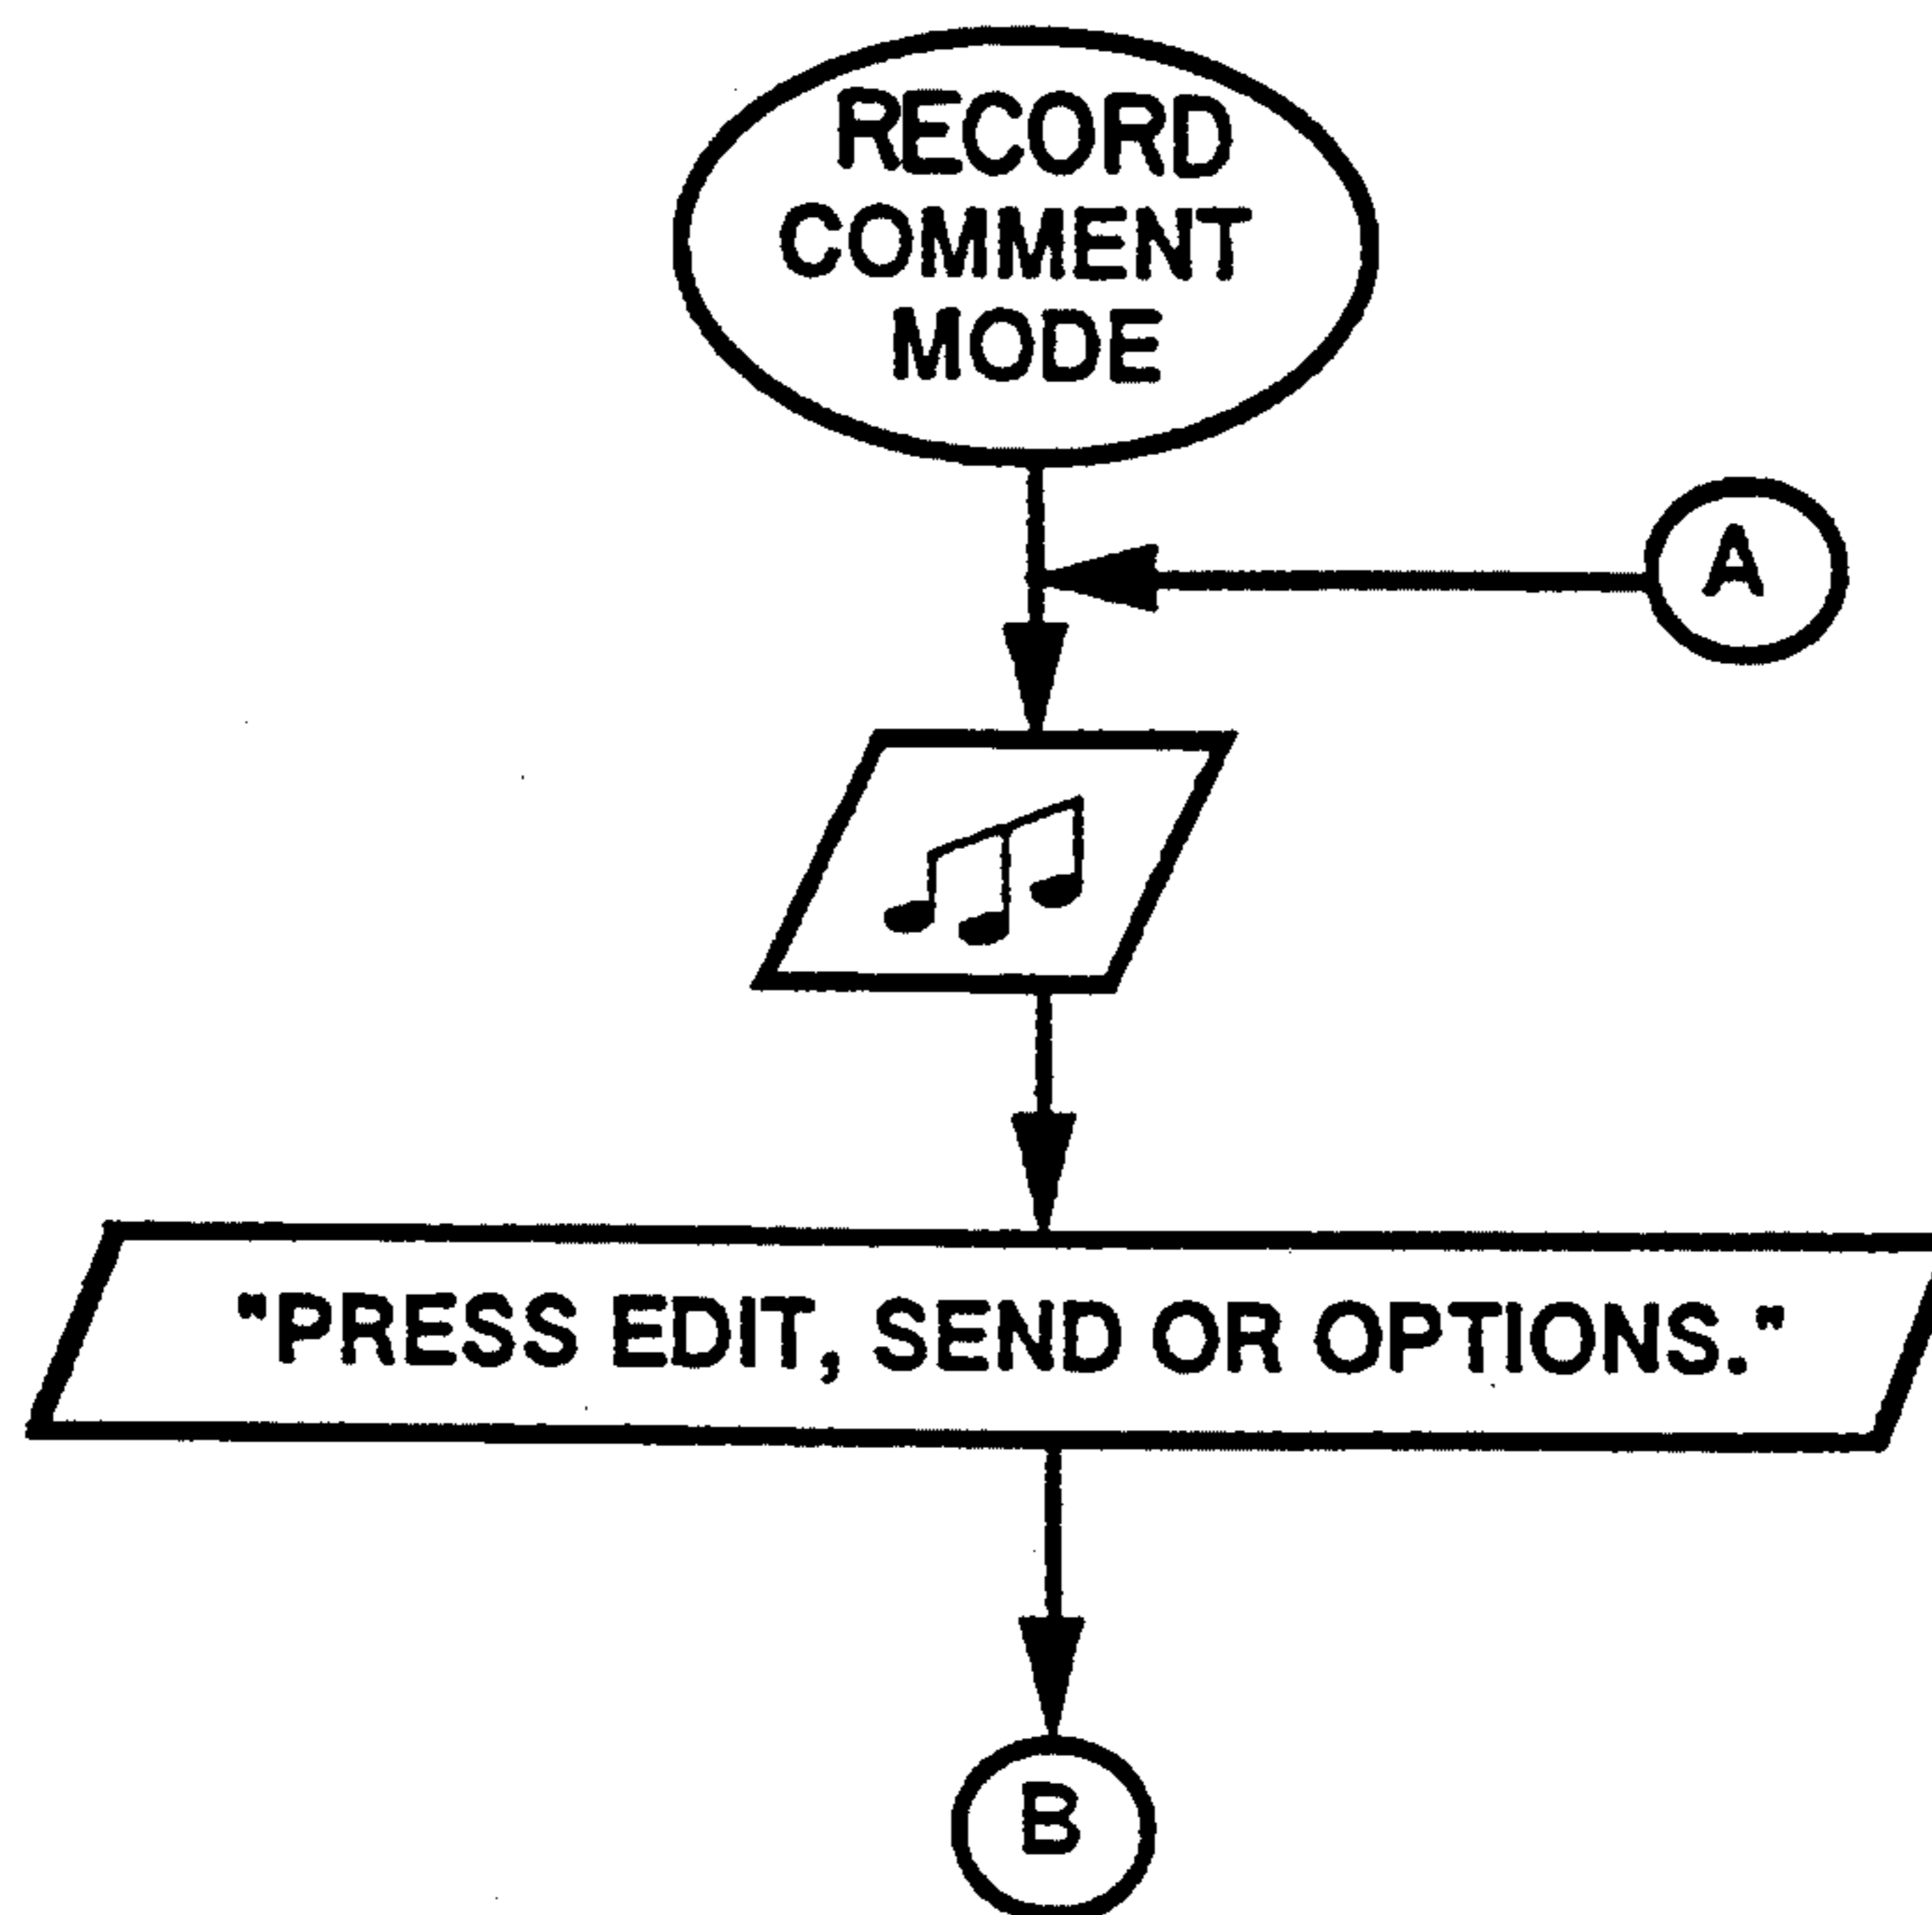 RECORD
COMMENT
MODE
A
"PRESS EDIT, SEND OR OPTIONS."
B